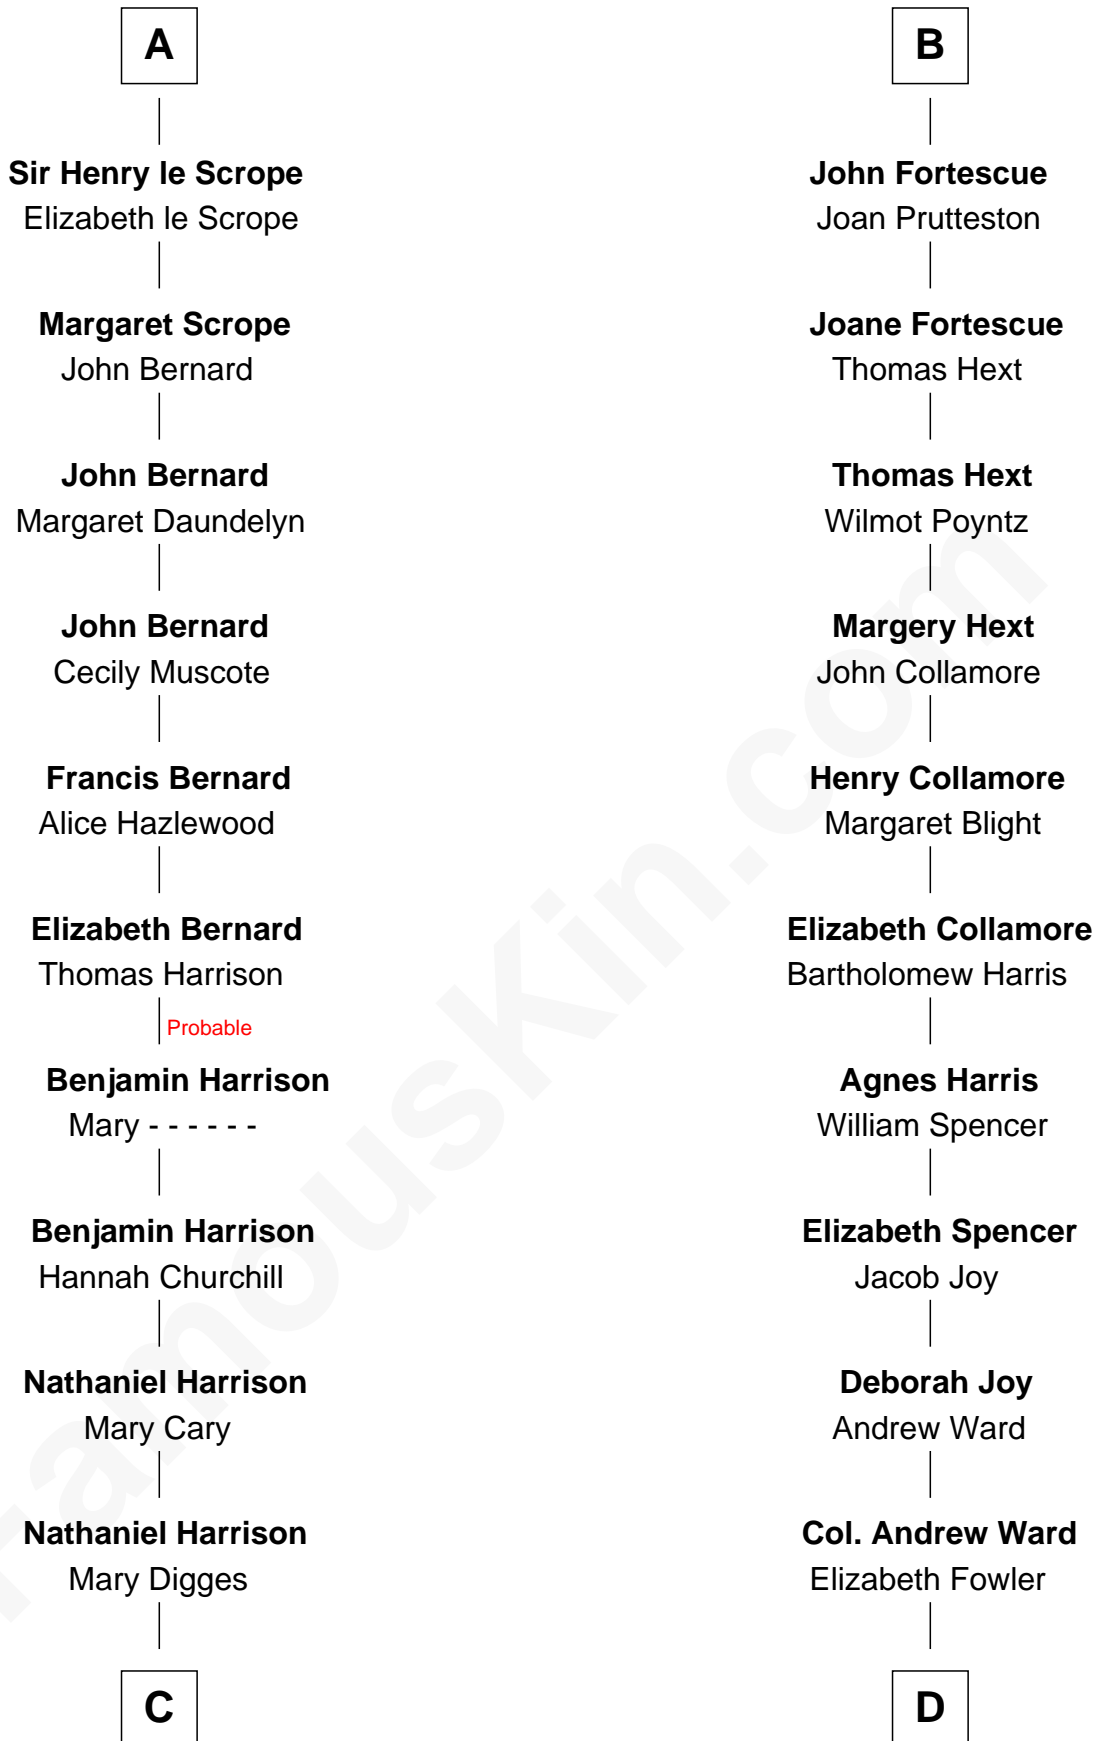 A
Sir Henry le Scrope
Elizabeth le Scrope
Margaret Scrope
John Bernard
John Bernard
Margaret Daundelyn
John Bernard
Cecily Muscote
Francis Bernard
Alice Hazlewood
Elizabeth Bernard
Thomas Harrison
Probable
Benjamin Harrison
Mary - - - - - -
Benjamin Harrison
Hannah Churchill
Nathaniel Harrison
Mary Cary
Nathaniel Harrison
Mary Digges
C
B
John Fortescue
Joan Prutteston
Joane Fortescue
Thomas Hext
Thomas Hext
Wilmot Poyntz
Margery Hext
John Collamore
Henry Collamore
Margaret Blight
Elizabeth Collamore
Bartholomew Harris
Agnes Harris
William Spencer
Elizabeth Spencer
Jacob Joy
Deborah Joy
Andrew Ward
Col. Andrew Ward
Elizabeth Fowler
D
FamousKin.com